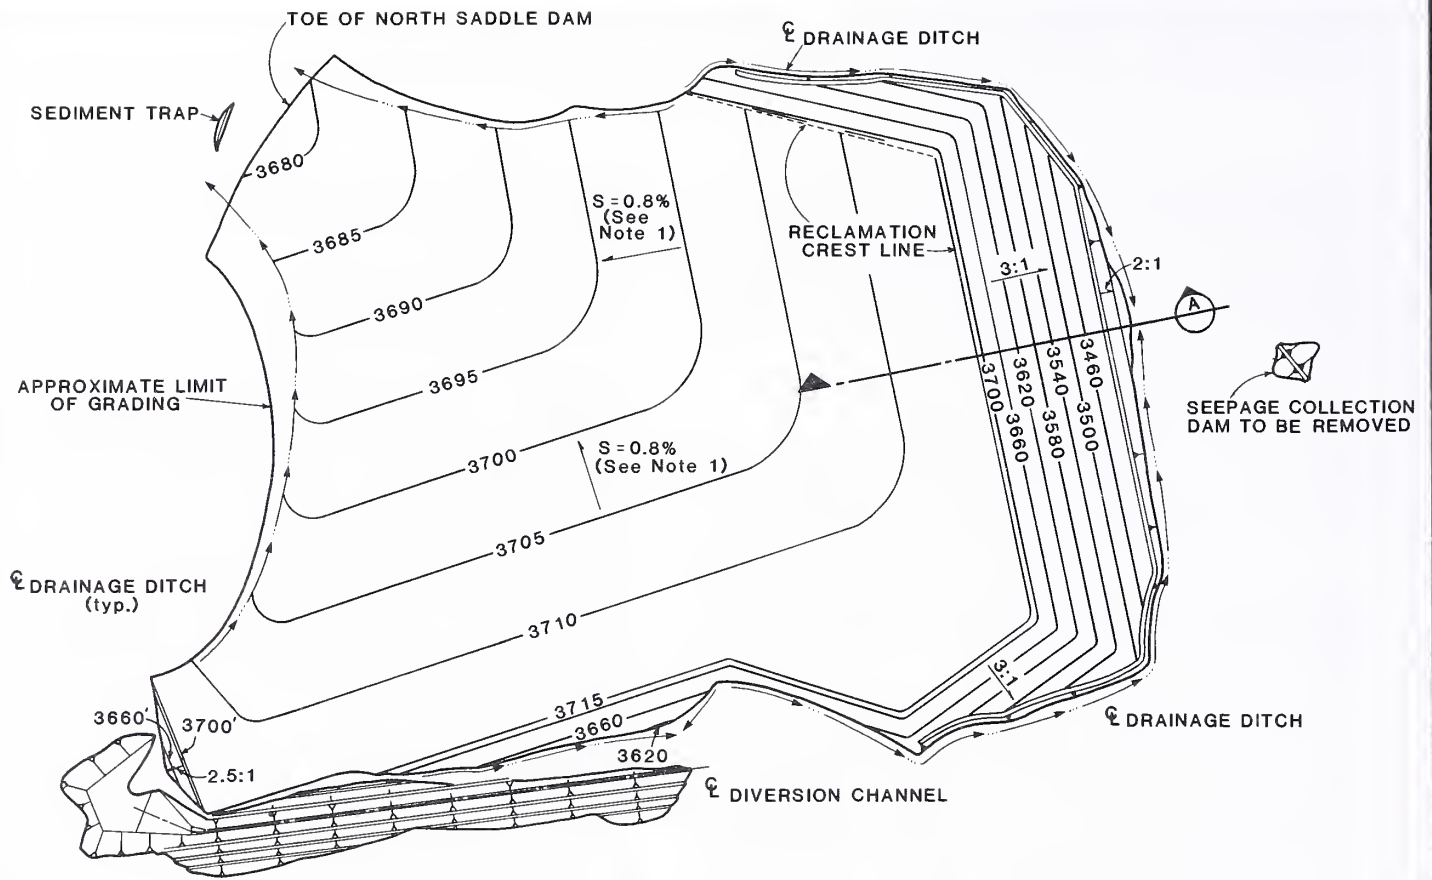 TOE OF NORTH SADDLE DAM
℄ DRAINAGE DITCH
SEDIMENT TRAP
3680
S=0.8%
(See
Note 1)
3685
RECLAMATION
CREST LINE
3:1
2:1
A
3690
3695
APPROXIMATE LIMIT
OF GRADING
3700
3620
3660
3540
3580
3460
3500
SEEPAGE COLLECTION
DAM TO BE REMOVED
3700
S=0.8%
(See Note 1)
3705
℄ DRAINAGE DITCH
(typ.)
3710
3:1
3715
3660
3620
℄ DRAINAGE DITCH
3660'
3700'
2.5:1
℄ DIVERSION CHANNEL